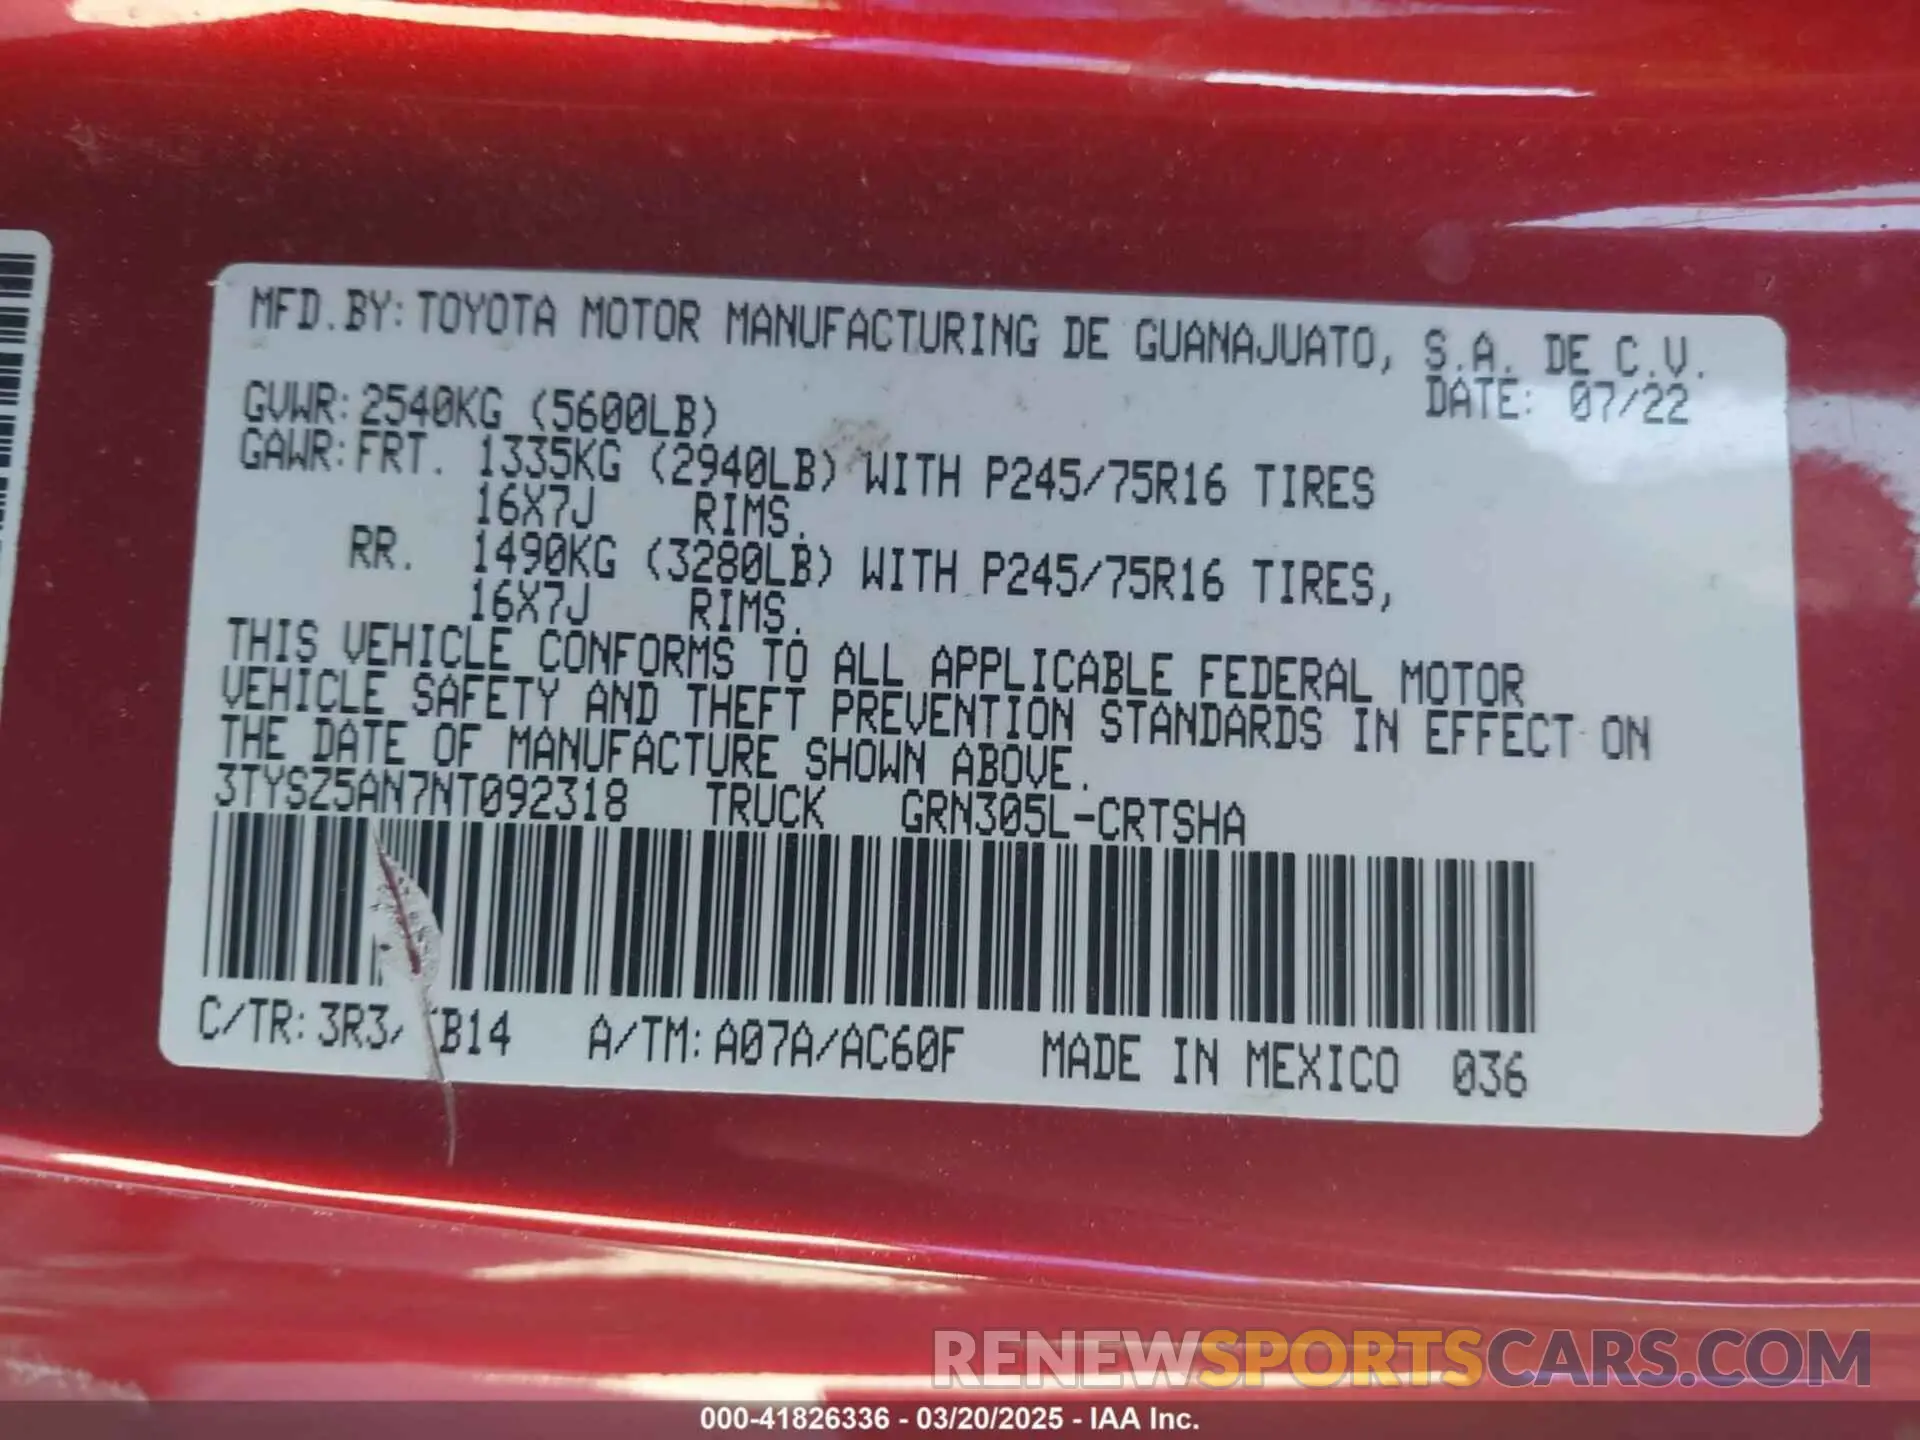 MFD.BY: TOYOTA MOTOR MANUFACTURING DE GUANAJUATO, S.A. DE C.V.
DATE: 07/22
GVWR: 2540KG (5600LB)
GAWR: FRT. 1335KG (2940LB) WITH P245/75R16 TIRES
16X7J RIMS.
RR. 1490KG (3280LB) WITH P245/75R16 TIRES,
16X7J RIMS.
THIS VEHICLE CONFORMS TO ALL APPLICABLE FEDERAL MOTOR
VEHICLE SAFETY AND THEFT PREVENTION STANDARDS IN EFFECT ON
THE DATE OF MANUFACTURE SHOWN ABOVE.
3TYSZ5AN7NT092318 TRUCK GRN305L-CRTSHA
C/TR: 3R3/ B14 A/TM: A07A/AC60F MADE IN MEXICO 036
RENEWSPORTSCARS.COM
000-41826336 - 03/20/2025 - IAA Inc.